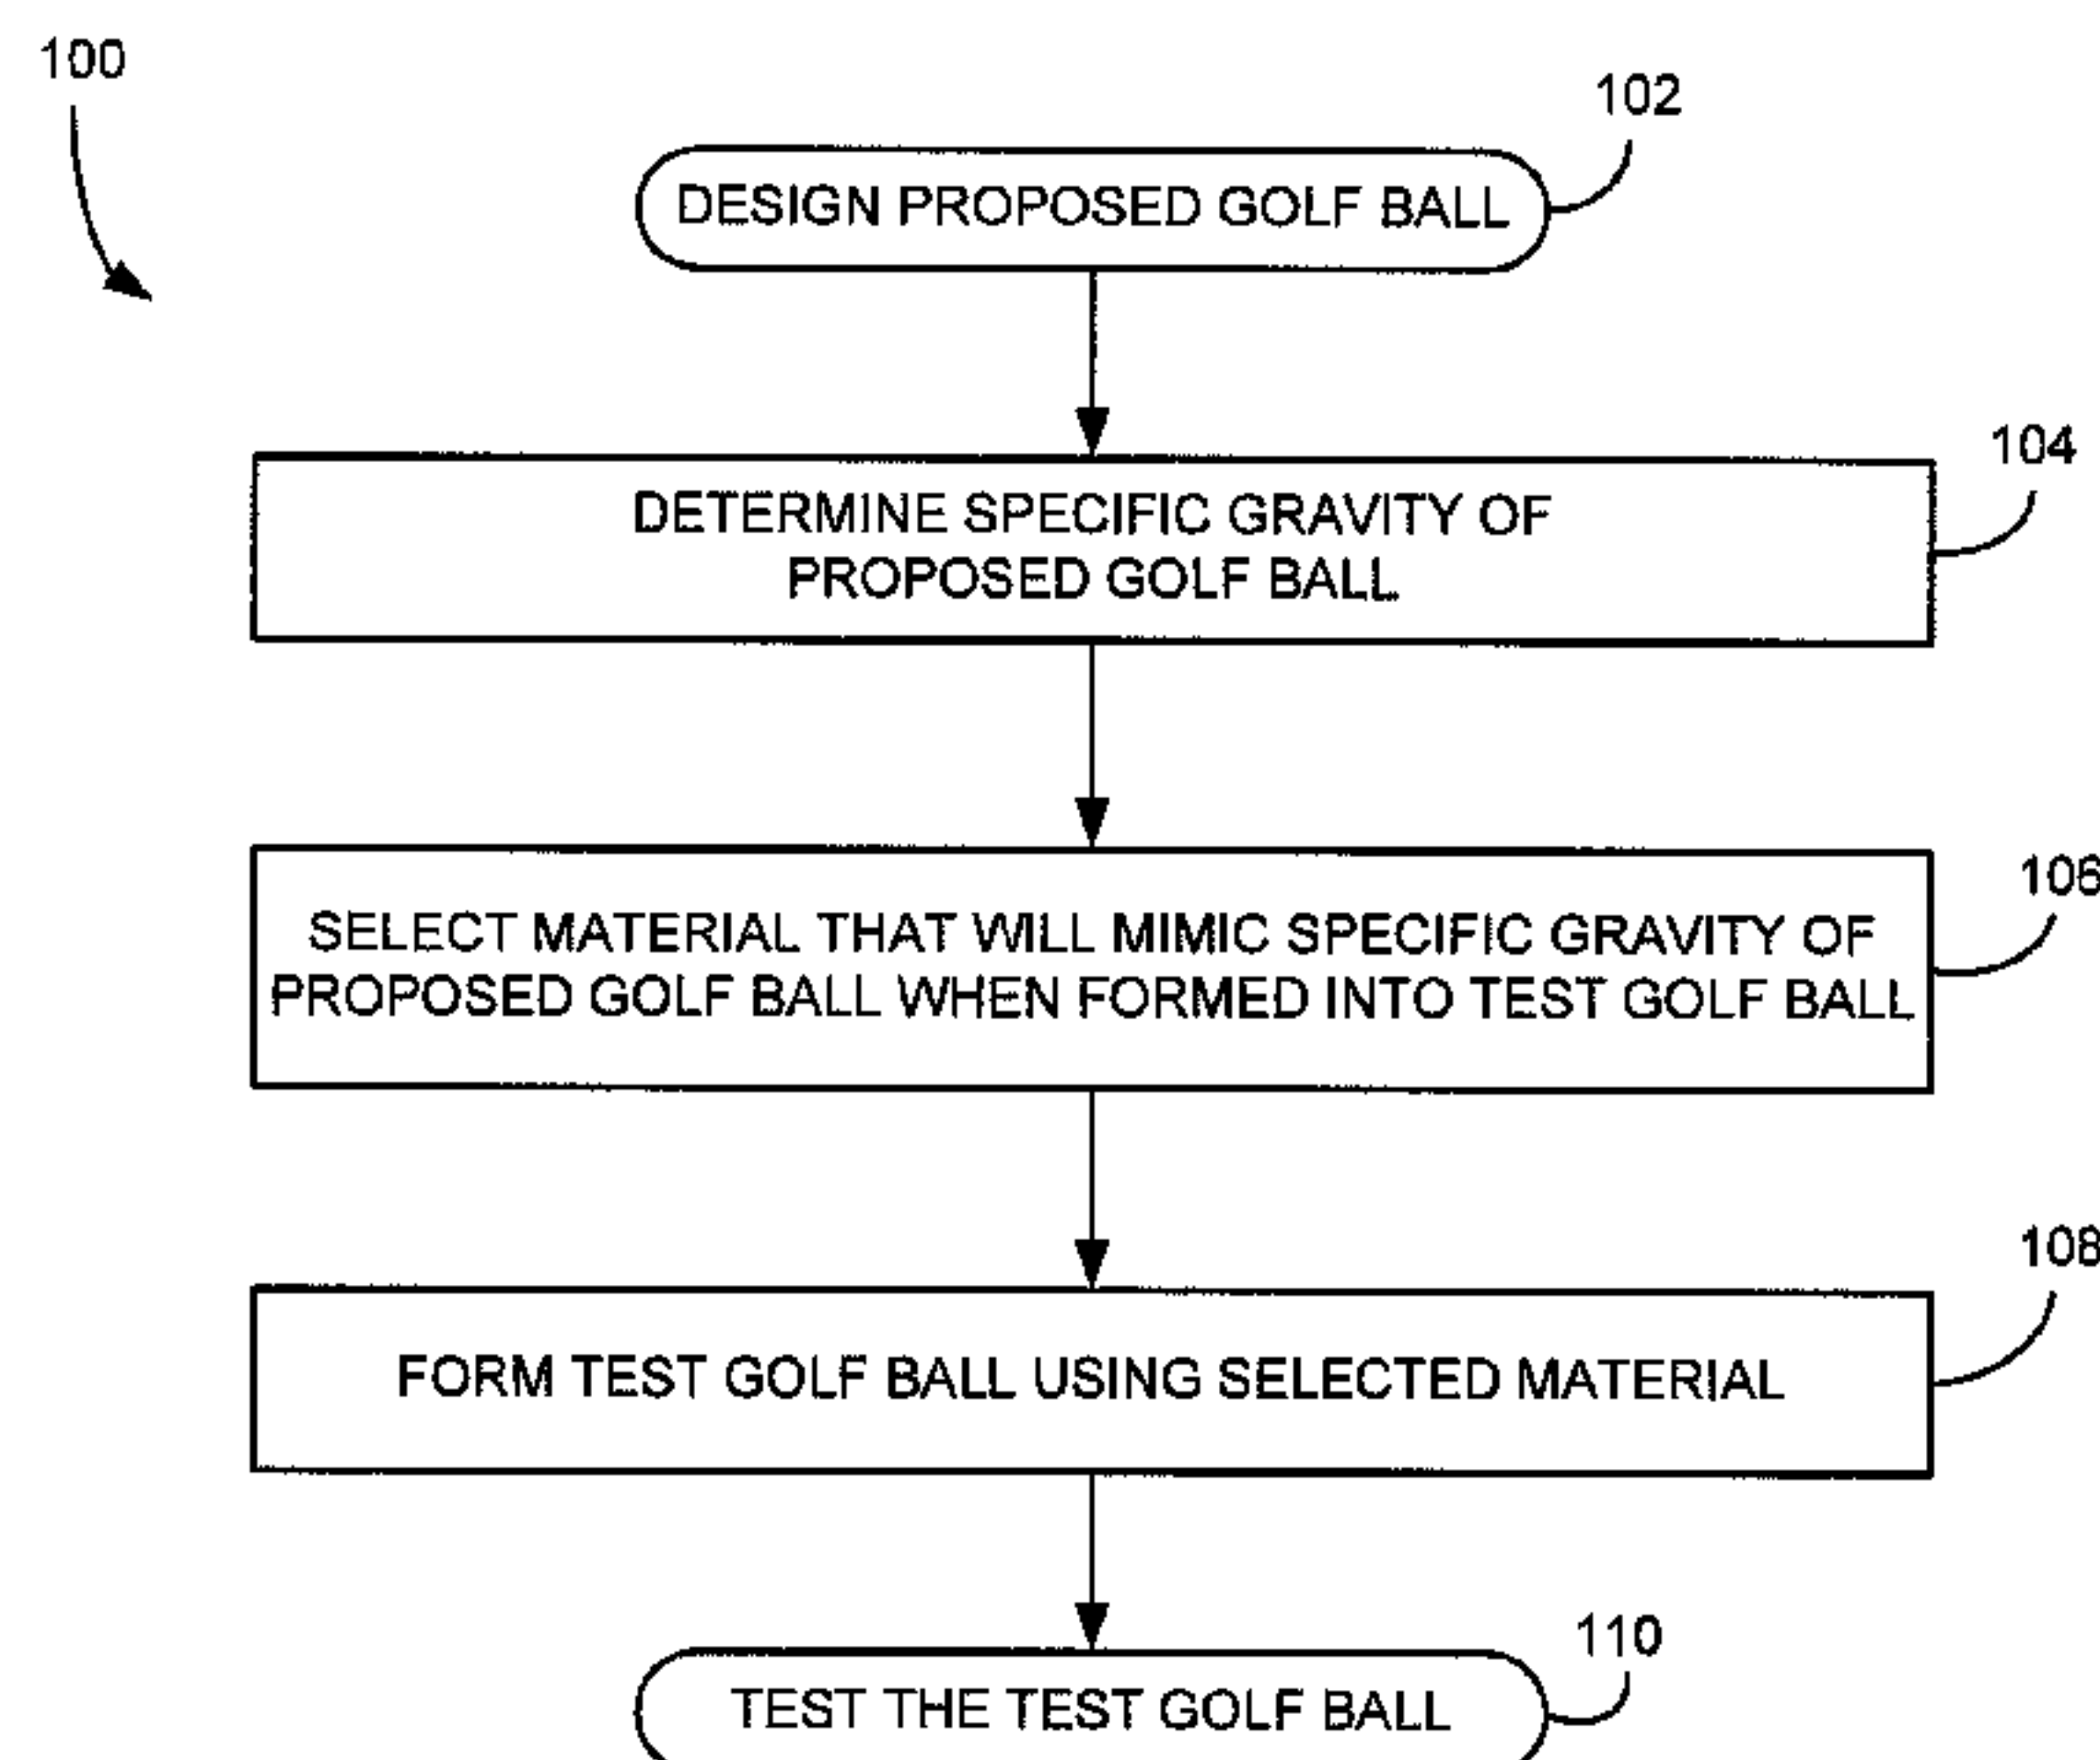 100
102
DESIGN PROPOSED GOLF BALL
104
DETERMINE SPECIFIC GRAVITY OF
PROPOSED GOLF BALL
106
SELECT MATERIAL THAT WILL MIMIC SPECIFIC GRAVITY OF
PROPOSED GOLF BALL WHEN FORMED INTO TEST GOLF BALL
108
FORM TEST GOLF BALL USING SELECTED MATERIAL
110
TEST THE TEST GOLF BALL